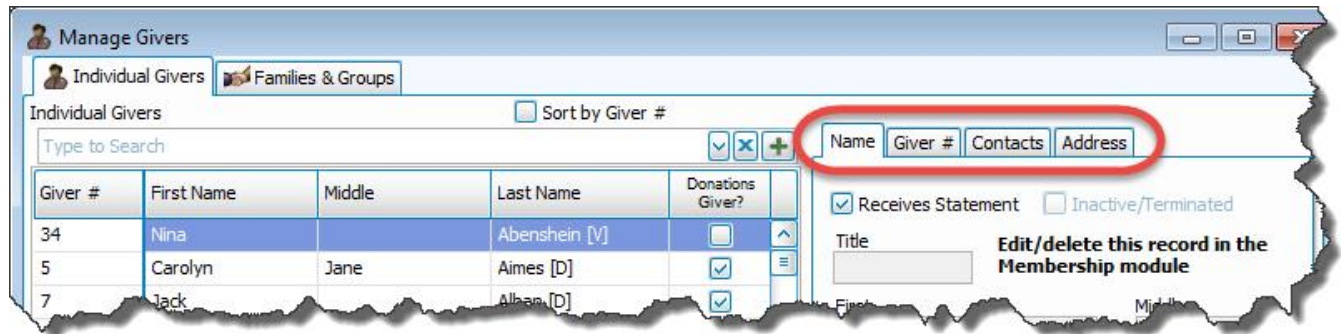 Manage Givers
Individual Givers Families & Groups
Individual Givers Sort by Giver #
Type to Search
Name Giver # Contacts Address
Giver # First Name Middle Last Name Donations Giver?
Receives Statement Inactive/Terminated
34 Nina Abenshein [V]
Title
Edit/delete this record in the
Membership module
5 Carolyn Jane Aimes [D]
7 Jack [D]